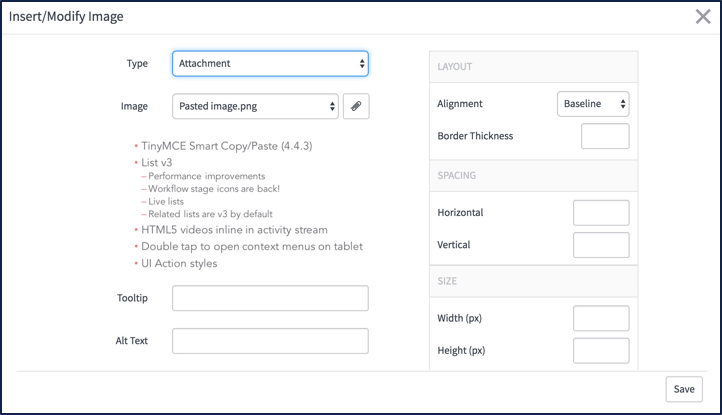 Insert/Modify Image
Type
Attachment
Image
Pasted image.png
• TinyMCE Smart Copy/Paste (4.4.3)
• List v3
– Performance improvements
– Workflow stage icons are back!
– Live lists
– Related lists are v3 by default
• HTML5 videos inline in activity stream
• Double tap to open context menus on tablet
• UI Action styles
Tooltip
Alt Text
LAYOUT
Alignment
Baseline
Border Thickness
SPACING
Horizontal
Vertical
SIZE
Width (px)
Height (px)
Save